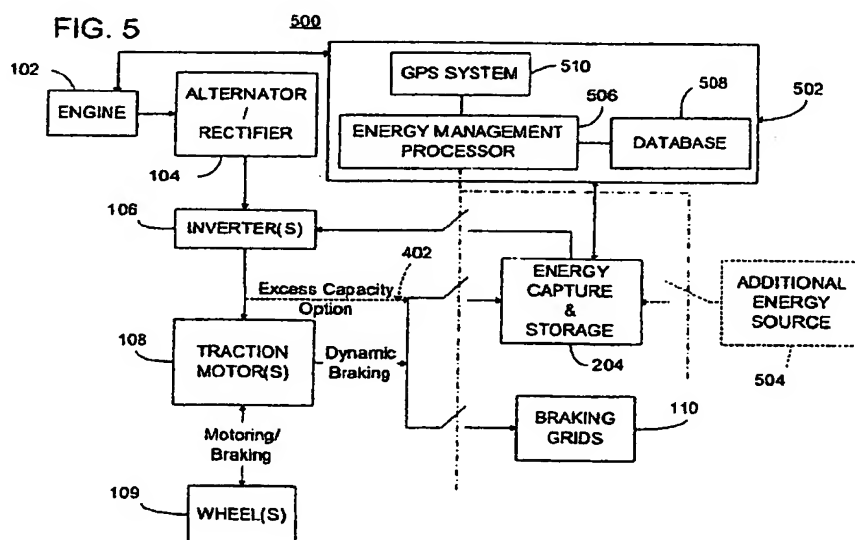 FIG. 5
500
102
ENGINE
ALTERNATOR
/
RECTIFIER
104
GPS SYSTEM
510
506
508
502
ENERGY MANAGEMENT
PROCESSOR
DATABASE
106
INVERTER(S)
402
Excess Capacity
Option
ENERGY
CAPTURE
&
STORAGE
204
ADDITIONAL
ENERGY
SOURCE
504
108
TRACTION
MOTOR(S)
Dynamic
Braking
BRAKING
GRIDS
110
Motoring/
Braking
109
WHEEL(S)